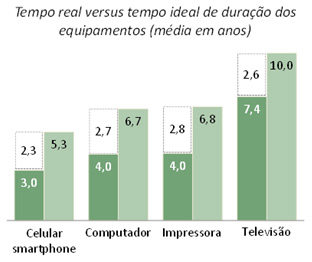 Tempo real versus tempo ideal de duração dos
equipamentos (média em anos)
2,3
3,0
5,3
2,7
4,0
6,7
2,8
4,0
6,8
2,6
7,4
10,0
Celular
smartphone
Computador
Impressora
Televisão